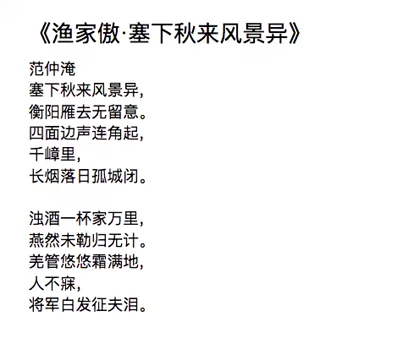 《渔家傲·塞下秋来风景异》
范仲淹
塞下秋来风景异，
衡阳雁去无留意。
四面边声连角起，
千嶂里，
长烟落日孤城闭。
浊酒一杯家万里，
燕然未勒归无计。
羌管悠悠霜满地，
人不寐，
将军白发征夫泪。